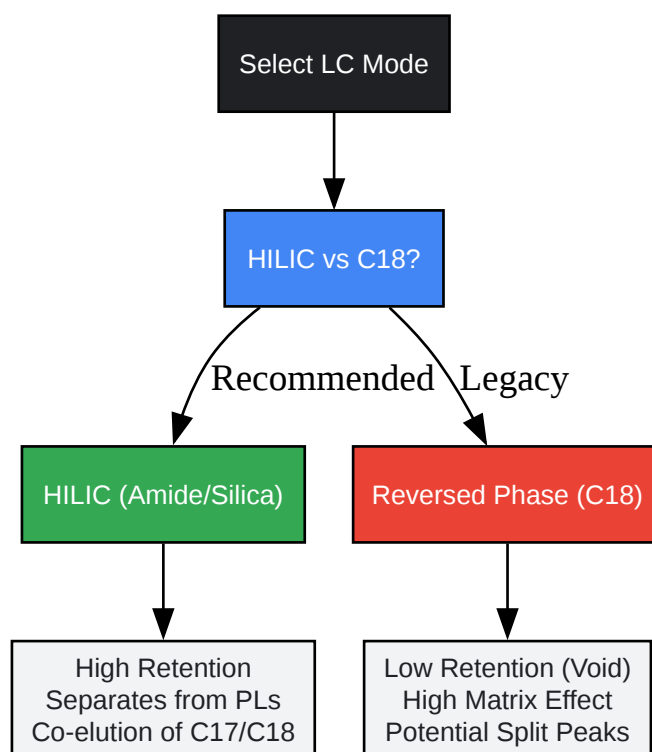 Select LC Mode
HILIC vs C18?
Recommended
Legacy
HILIC (Amide/Silica)
Reversed Phase (C18)
High Retention
Separates from PLs
Co-elution of C17/C18
Low Retention (Void)
High Matrix Effect
Potential Split Peaks